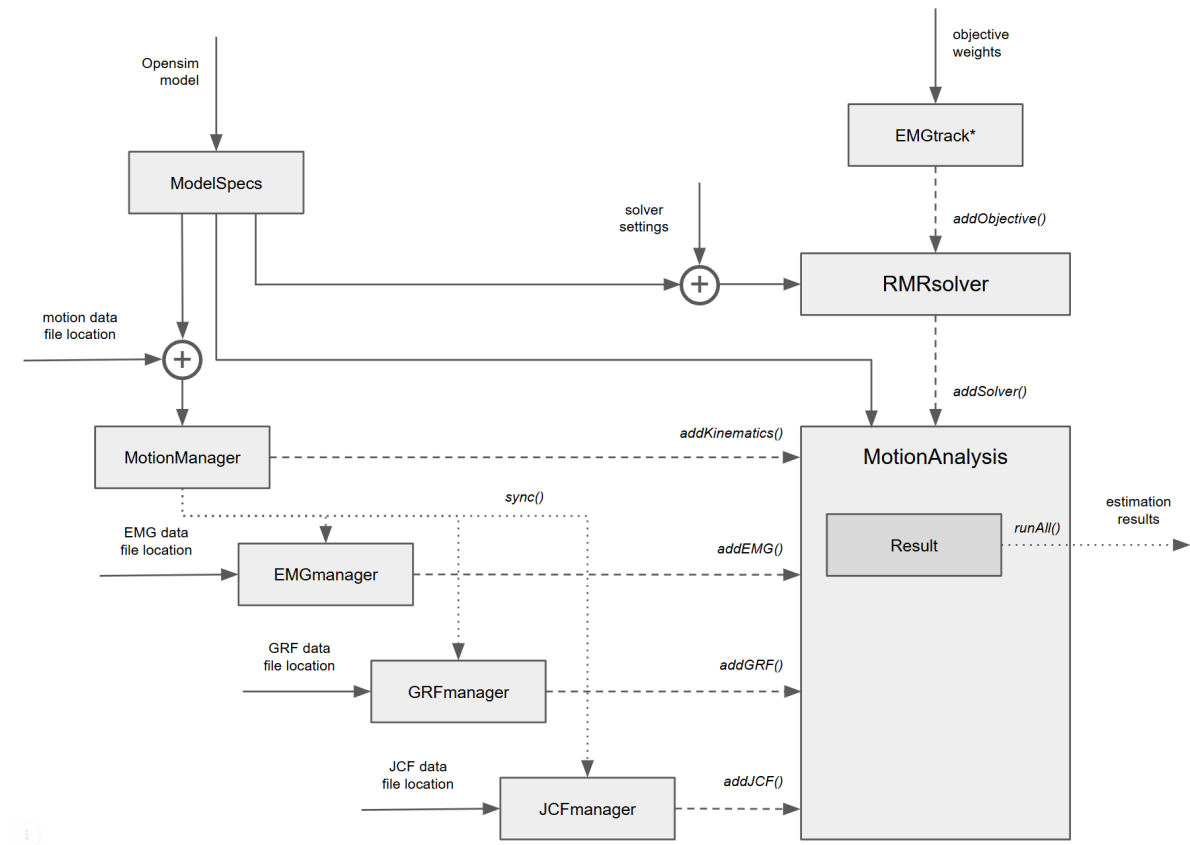 objective
weights
Opensim
model
EMGtrack*
ModelSpecs
solver
settings
addObjective()
RMRsolver
motion data
file location
addSolver()
MotionManager
addKinematics()
MotionAnalysis
sync()
EMG data
file location
EMGmanager
addEMG()
Result
runAll()
estimation
results
GRF data
file location
GRFmanager
addGRF()
JCF data
file location
JCFmanager
addJCF()